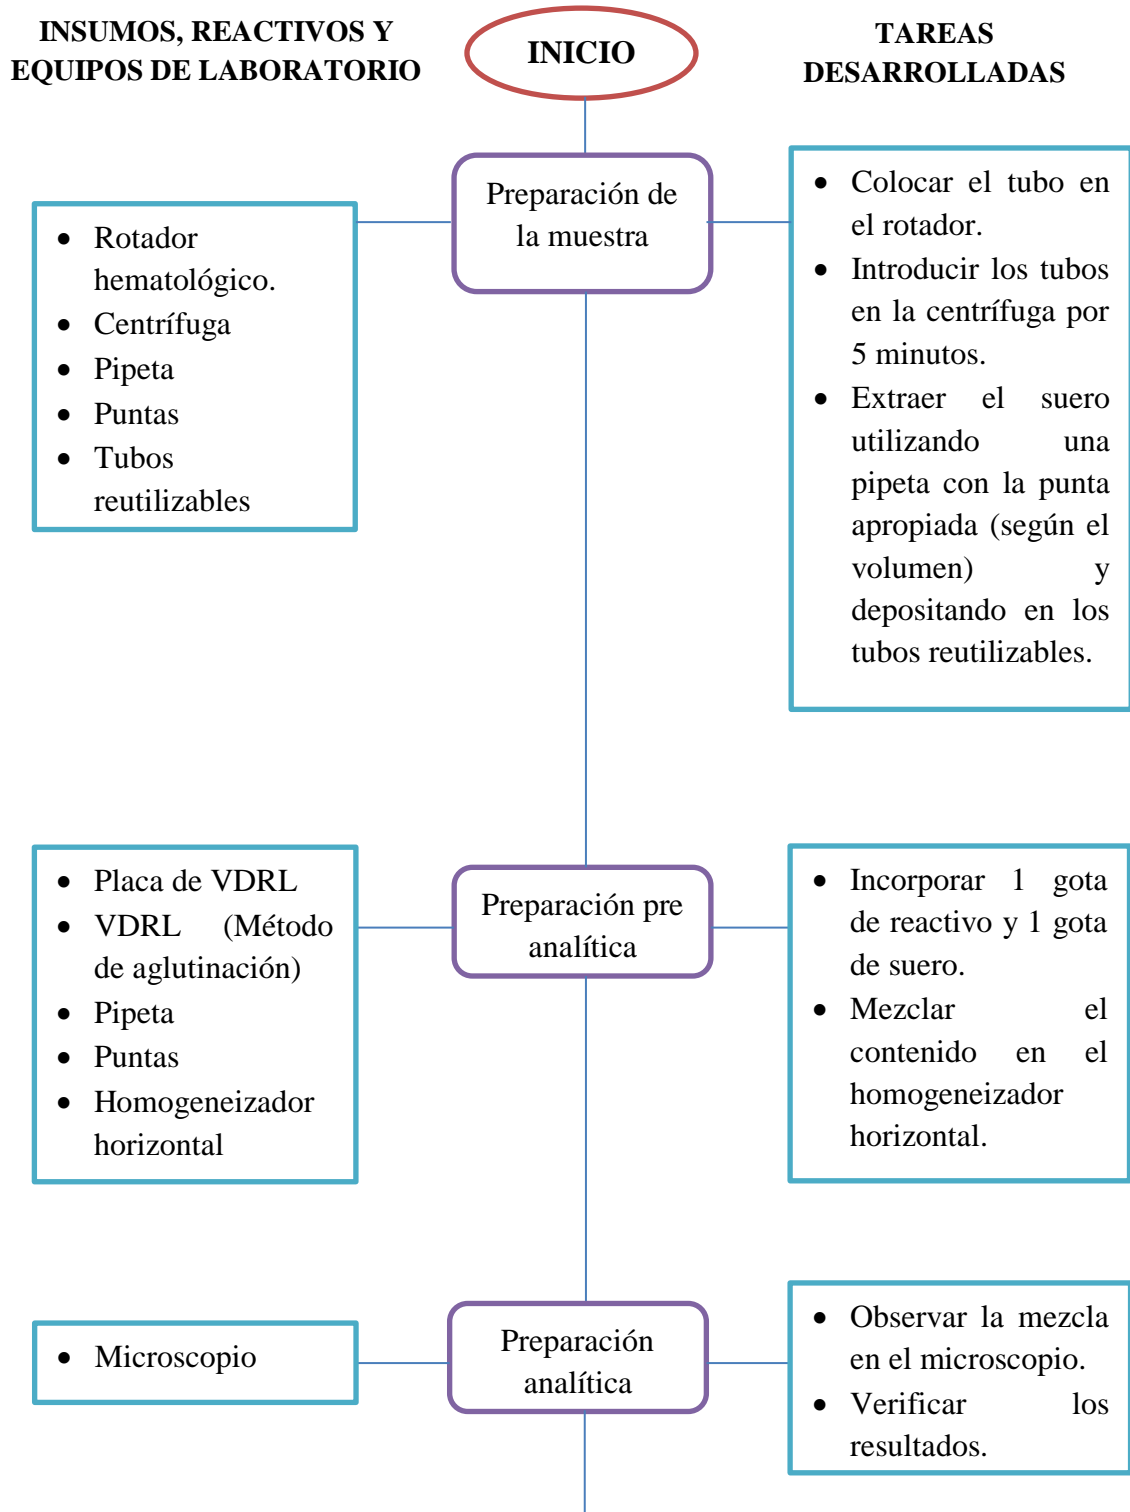 INSUMOS, REACTIVOS Y
EQUIPOS DE LABORATORIO
INICIO
TAREAS
DESARROLLADAS
Preparación de
la muestra
• Rotador
hematológico.
• Centrífuga
• Pipeta
• Puntas
• Tubos
reutilizables
• Colocar el tubo en
el rotador.
• Introducir los tubos
en la centrífuga por
5 minutos.
• Extraer el suero
utilizando una
pipeta con la punta
apropiada (según el
volumen) y
depositando en los
tubos reutilizables.
• Placa de VDRL
• VDRL (Método
de aglutinación)
• Pipeta
• Puntas
• Homogeneizador
horizontal
Preparación pre
analítica
• Incorporar 1 gota
de reactivo y 1 gota
de suero.
• Mezclar el
contenido en el
homogeneizador
horizontal.
• Microscopio
Preparación
analítica
• Observar la mezcla
en el microscopio.
• Verificar los
resultados.